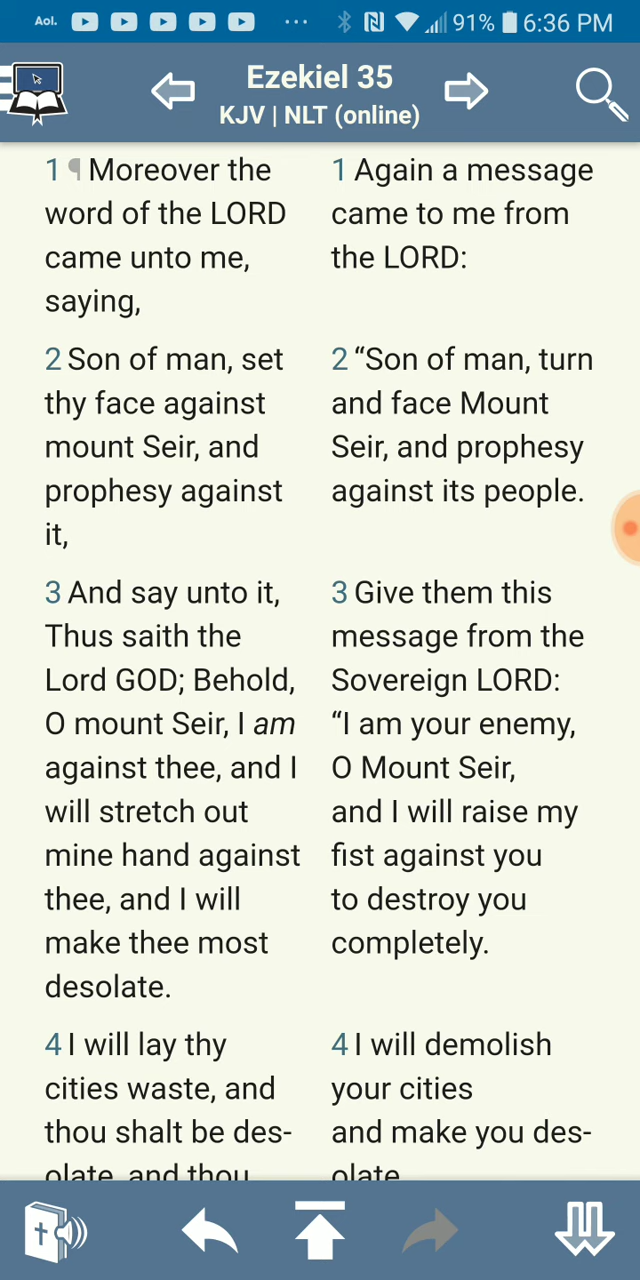 Aol. 91% 6:36 PM
Ezekiel 35
KJV | NLT (online)
1 ¶ Moreover the
word of the LORD
came unto me,
saying,
1 Again a message
came to me from
the LORD:
2 Son of man, set
thy face against
mount Seir, and
prophesy against
it,
2 “Son of man, turn
and face Mount
Seir, and prophesy
against its people.
3 And say unto it,
Thus saith the
Lord GOD; Behold,
O mount Seir, I am
against thee, and I
will stretch out
mine hand against
thee, and I will
make thee most
desolate.
3 Give them this
message from the
Sovereign LORD:
“I am your enemy,
O Mount Seir,
and I will raise my
fist against you
to destroy you
completely.
4 I will lay thy
cities waste, and
thou shalt be des-
olate, and thou
4 I will demolish
your cities
and make you des-
olate